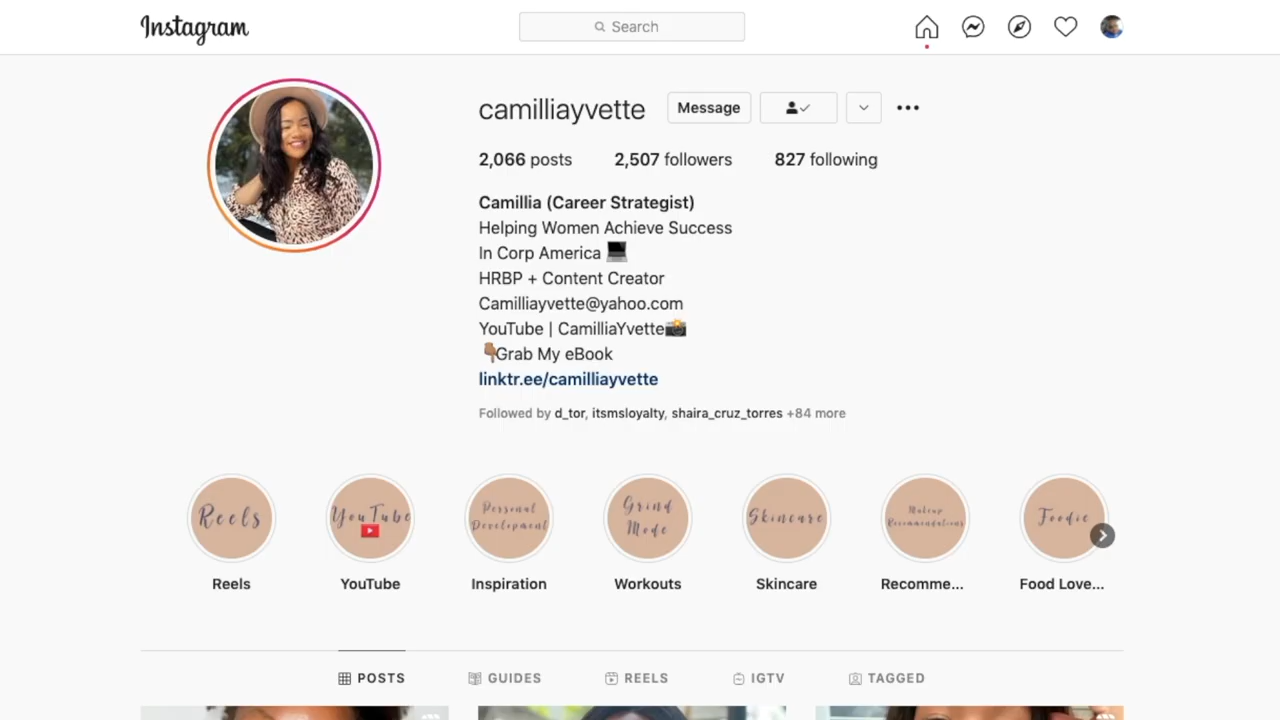 Instagram
Search
camilliayvette Message
2,066 posts 2,507 followers 827 following
Camillia (Career Strategist)
Helping Women Achieve Success
In Corp America
HRBP + Content Creator
Camilliayvette@yahoo.com
YouTube | CamilliaYvette
Grab My eBook
linktr.ee/camilliayvette
Followed by d_tor, itsmsloyalty, shaira_cruz_torres +84 more
Reels
YouTube
Personal
Development
Grind
Mode
Skincare
Makeup
Recommendations
Foodie
Reels YouTube Inspiration Workouts Skincare Recomme... Food Love...
POSTS GUIDES REELS IGTV TAGGED